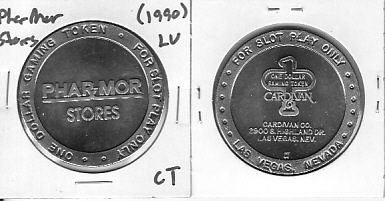 Phar Mor
Stores
(1990)
LV
ONE DOLLAR GAMING TOKEN • FOR SLOT PLAY ONLY
PHAR-MOR
STORES
CT
FOR SLOT PLAY ONLY
ONE DOLLAR
GAMING TOKEN
CARDIVAN
CARDIVAN CO.
2900 S. HIGHLAND DR.
LAS VEGAS, NEV.
LAS VEGAS, NEVADA